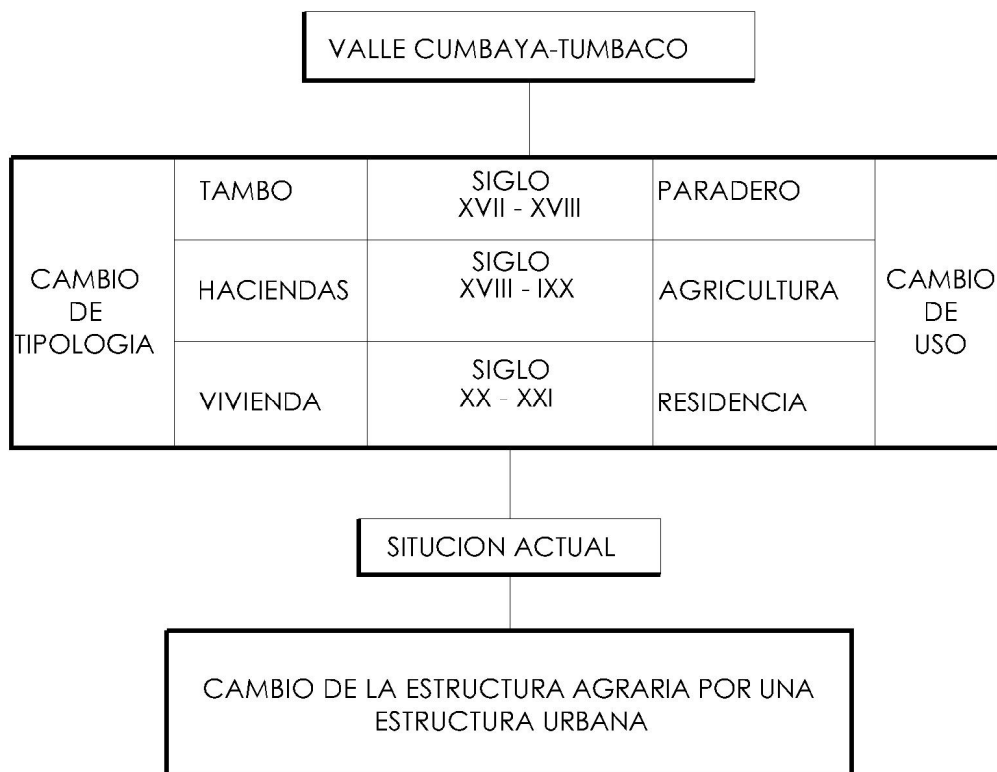 VALLE CUMBAYA-TUMBACO
CAMBIO
DE
TIPOLOGIA
TAMBO
SIGLO
XVII - XVIII
PARADERO
HACIENDAS
SIGLO
XVIII - IXX
AGRICULTURA
VIVIENDA
SIGLO
XX - XXI
RESIDENCIA
CAMBIO
DE
USO
SITUCION ACTUAL
CAMBIO DE LA ESTRUCTURA AGRARIA POR UNA
ESTRUCTURA URBANA